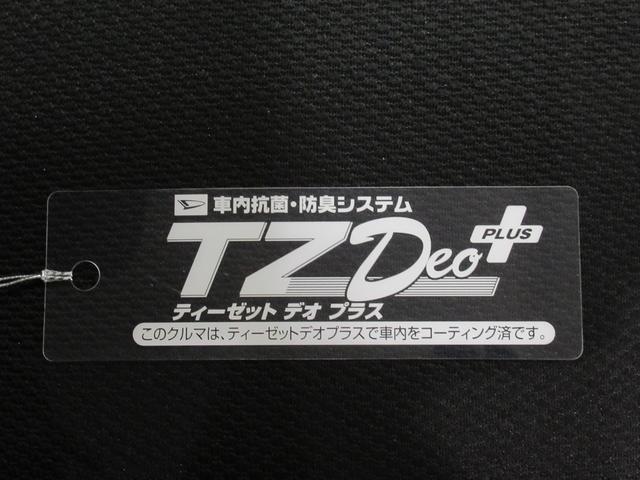 車内抗菌・防臭システム
TZ Deo PLUS
ティーゼット デオ プラス
このクルマは、ティーゼットデオプラスで車内をコーティング済です。